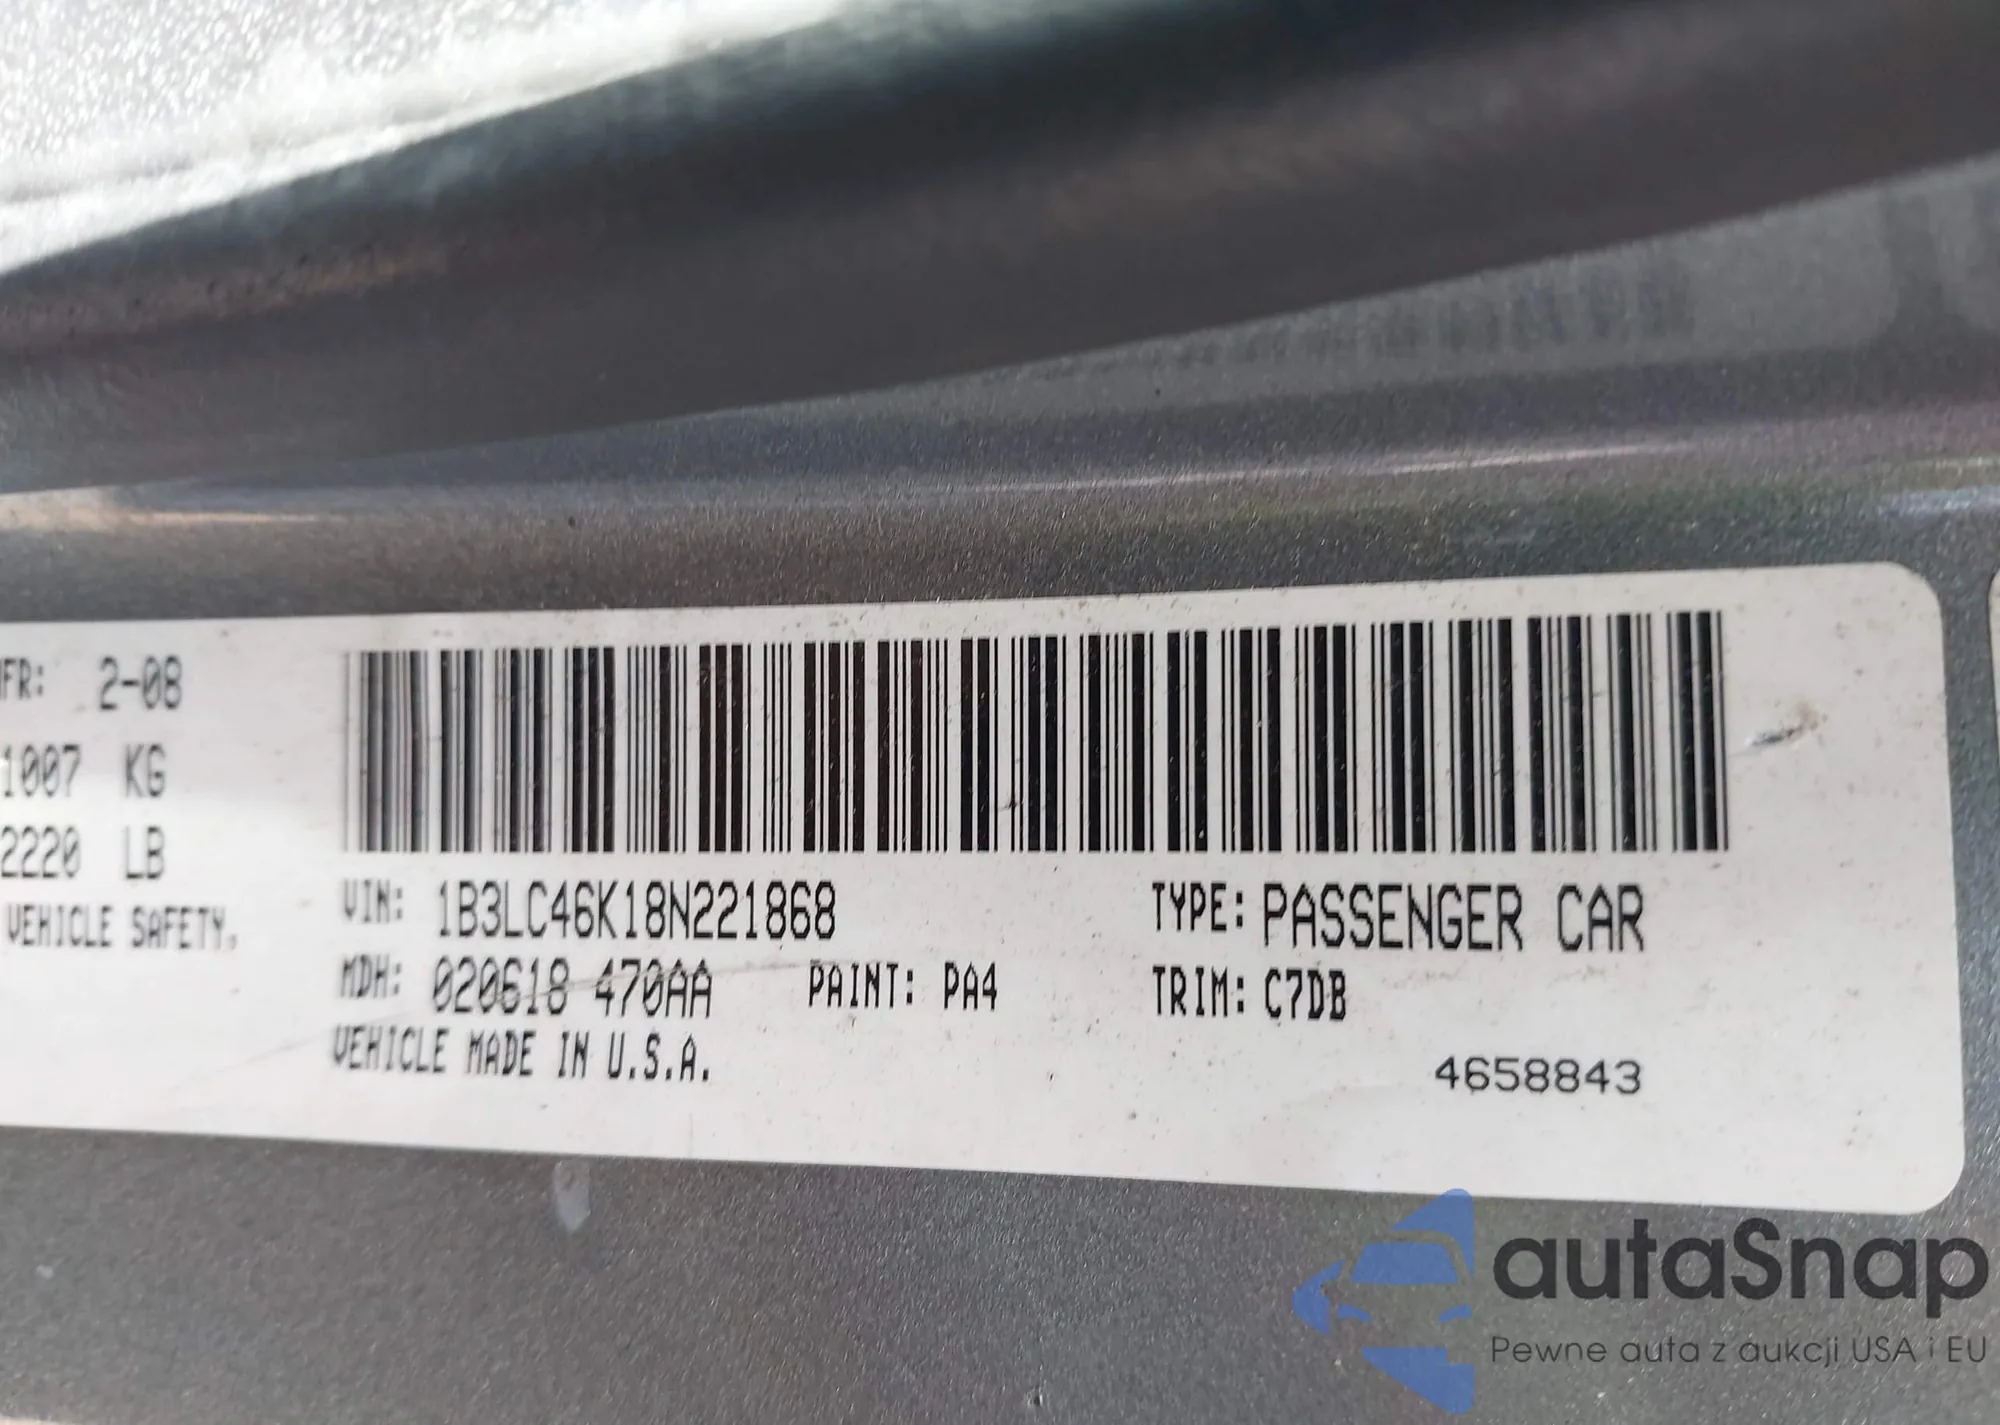 FR: 2-08
1007 KG
2220 LB
VEHICLE SAFETY,
VIN: 1B3LC46K18N221868
TYPE: PASSENGER CAR
MDH: 020618 470AA PAINT: PA4 TRIM: C7DB
VEHICLE MADE IN U.S.A.
4658843
autaSnap
Pewne auta z aukcji USA i EU